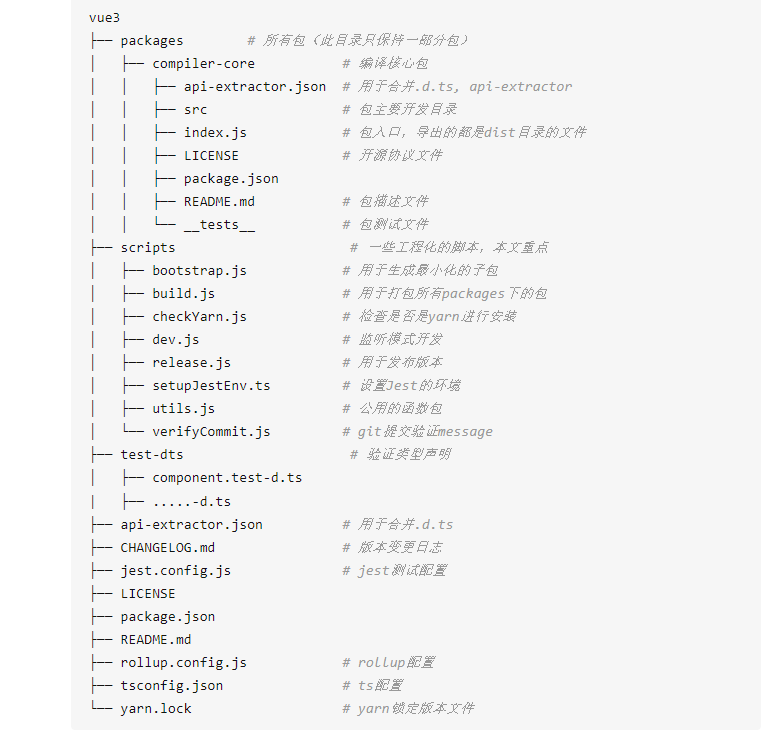 vue3
├── packages        # 所有包（此目录只保持一部分包）
│   ├── compiler-core           # 编译核心包
│   │   ├── api-extractor.json  # 用于合并.d.ts, api-extractor
│   │   ├── src                 # 包主要开发目录
│   │   ├── index.js            # 包入口，导出的都是dist目录的文件
│   │   ├── LICENSE             # 开源协议文件
│   │   ├── package.json
│   │   ├── README.md           # 包描述文件
│   │   └── __tests__           # 包测试文件
├── scripts                      # 一些工程化的脚本，本文重点
│   ├── bootstrap.js            # 用于生成最小化的子包
│   ├── build.js                # 用于打包所有packages下的包
│   ├── checkYarn.js            # 检查是否是yarn进行安装
│   ├── dev.js                  # 监听模式开发
│   ├── release.js              # 用于发布版本
│   ├── setupJestEnv.ts         # 设置Jest的环境
│   ├── utils.js                # 公用的函数包
│   └── verifyCommit.js         # git提交验证message
├── test-dts                     # 验证类型声明
│   ├── component.test-d.ts
│   ├── .....-d.ts
├── api-extractor.json          # 用于合并.d.ts
├── CHANGELOG.md                # 版本变更日志
├── jest.config.js              # jest测试配置
├── LICENSE
├── package.json
├── README.md
├── rollup.config.js            # rollup配置
├── tsconfig.json               # ts配置
└── yarn.lock                   # yarn锁定版本文件